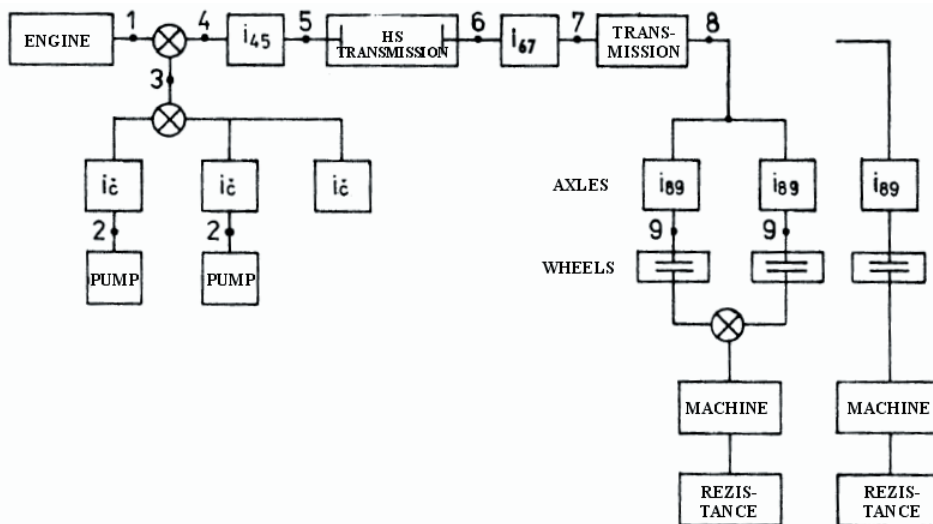 ENGINE
1
4
i45
5
HS
TRANSMISSION
6
i67
7
TRANS-
MISSION
8
3
ič
ič
ič
AXLES
i89
i89
i89
2
2
9
9
PUMP
PUMP
WHEELS
MACHINE
MACHINE
REZIS-
TANCE
REZIS-
TANCE